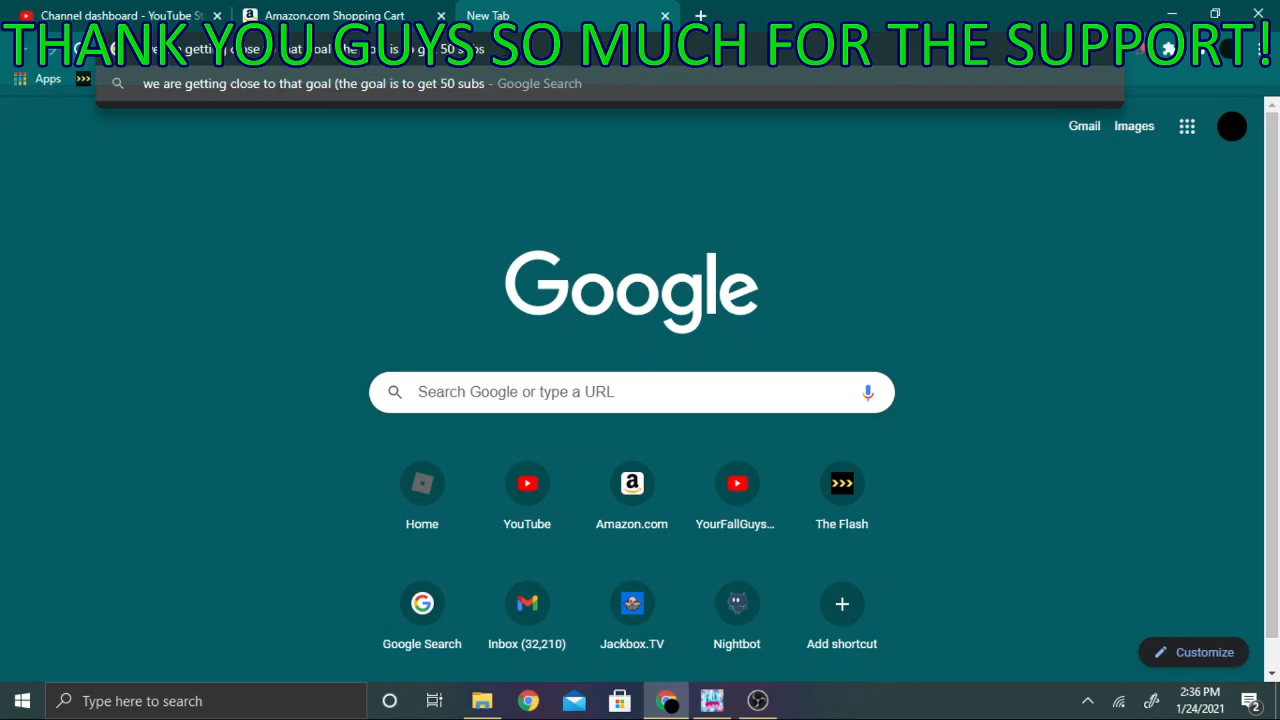 Channel dashboard - YouTube St
Amazon.com Shopping Cart
New Tab
THANK YOU GUYS SO MUCH FOR THE SUPPORT!
Apps
we are getting close to that goal (the goal is to get 50 subs - Google Search
Gmail Images
Google
Search Google or type a URL
Home YouTube Amazon.com YourFallGuys... The Flash
Google Search Inbox (32,210) Jackbox.TV Nightbot Add shortcut
Customize
Type here to search
2:36 PM
1/24/2021
2